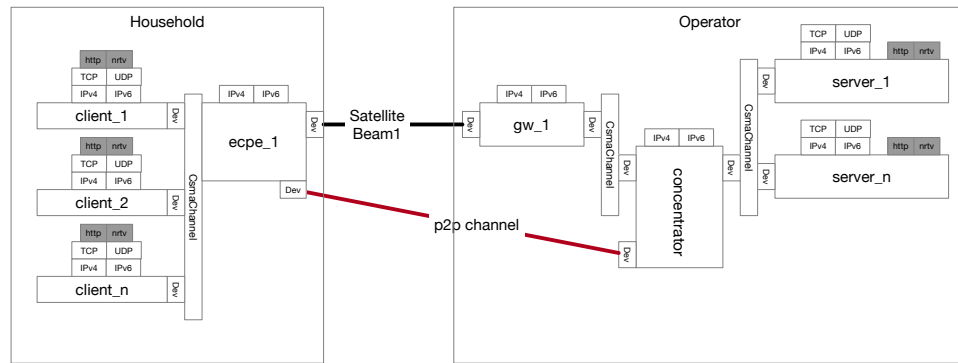 Household
Operator
http nrtv
TCP UDP
IPv4 IPv6
client_1
Dev
http nrtv
TCP UDP
IPv4 IPv6
client_2
Dev
http nrtv
TCP UDP
IPv4 IPv6
client_n
Dev
CsmaChannel
IPv4 IPv6
ecpe_1
Dev
Dev
Satellite
Beam1
p2p channel
Dev
IPv4 IPv6
gw_1
Dev
CsmaChannel
Dev
Dev
IPv4 IPv6
concentrator
Dev
CsmaChannel
Dev
TCP UDP
IPv4 IPv6
http nrtv
server_1
Dev
TCP UDP
IPv4 IPv6
http nrtv
server_n